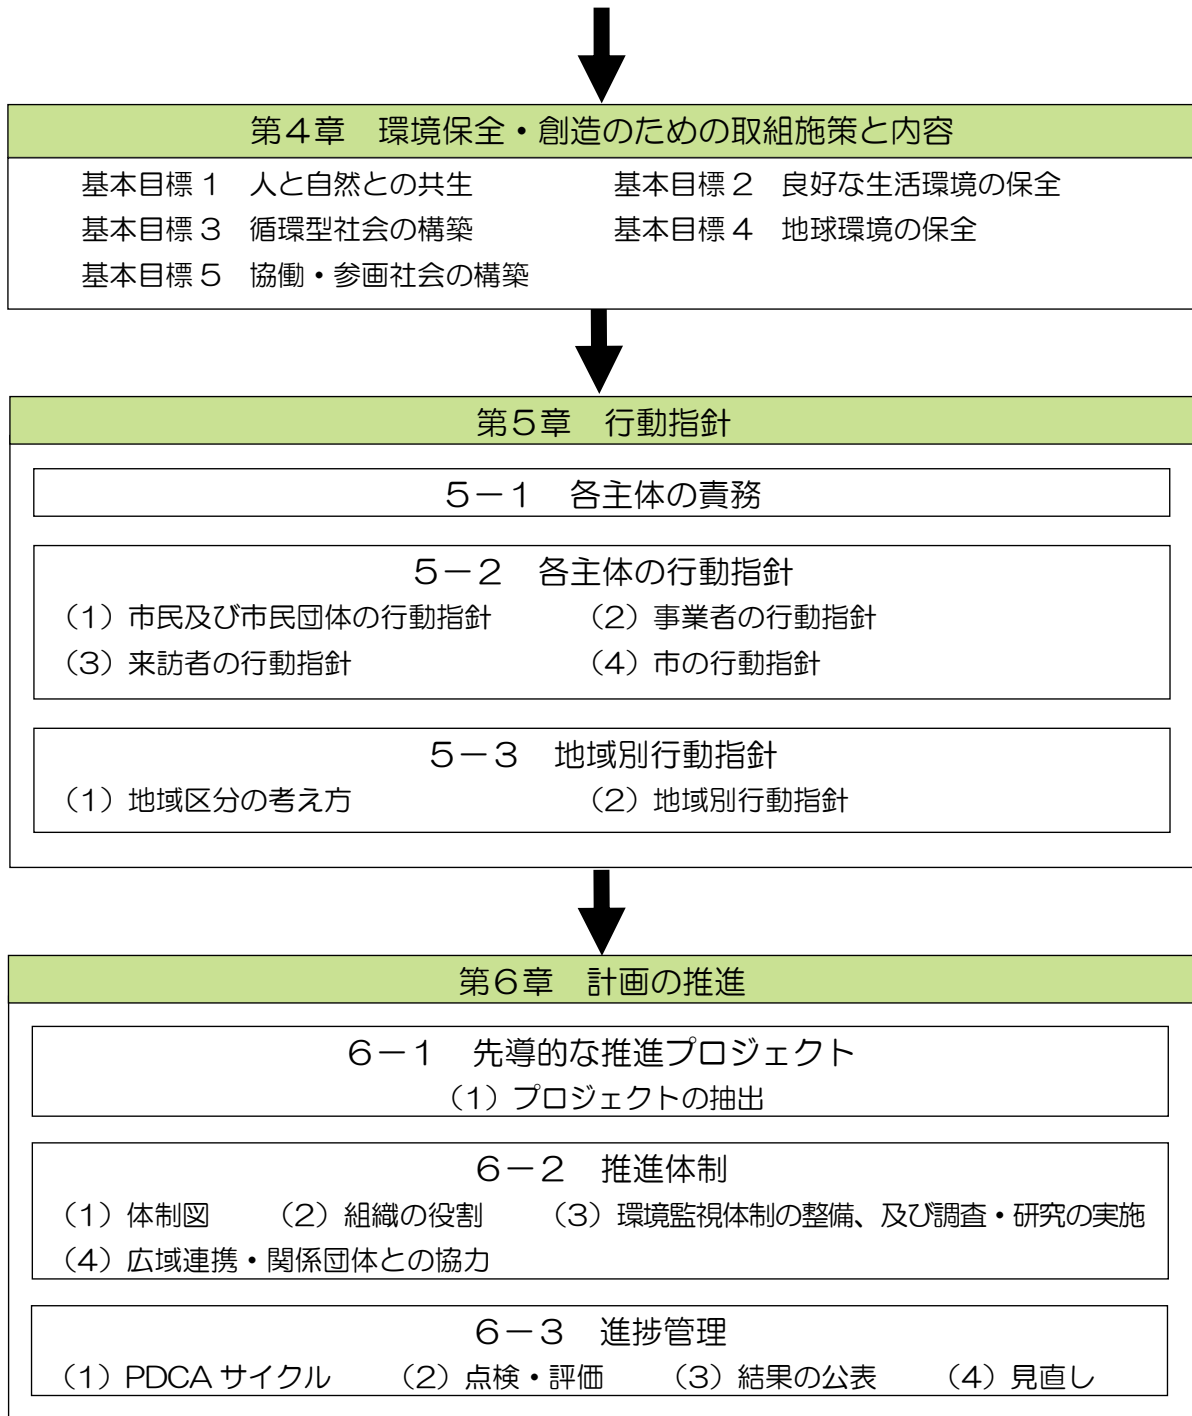 第4章　環境保全・創造のための取組施策と内容
基本目標1　人と自然との共生　基本目標2　良好な生活環境の保全
基本目標3　循環型社会の構築　基本目標4　地球環境の保全
基本目標5　協働・参画社会の構築
第5章　行動指針
5－1　各主体の責務
5－2　各主体の行動指針
（1）市民及び市民団体の行動指針　（2）事業者の行動指針
（3）来訪者の行動指針　（4）市の行動指針
5－3　地域別行動指針
（1）地域区分の考え方　（2）地域別行動指針
第6章　計画の推進
6－1　先導的な推進プロジェクト
（1）プロジェクトの抽出
6－2　推進体制
（1）体制図　（2）組織の役割　（3）環境監視体制の整備、及び調査・研究の実施
（4）広域連携・関係団体との協力
6－3　進捗管理
（1）PDCA サイクル　（2）点検・評価　（3）結果の公表　（4）見直し